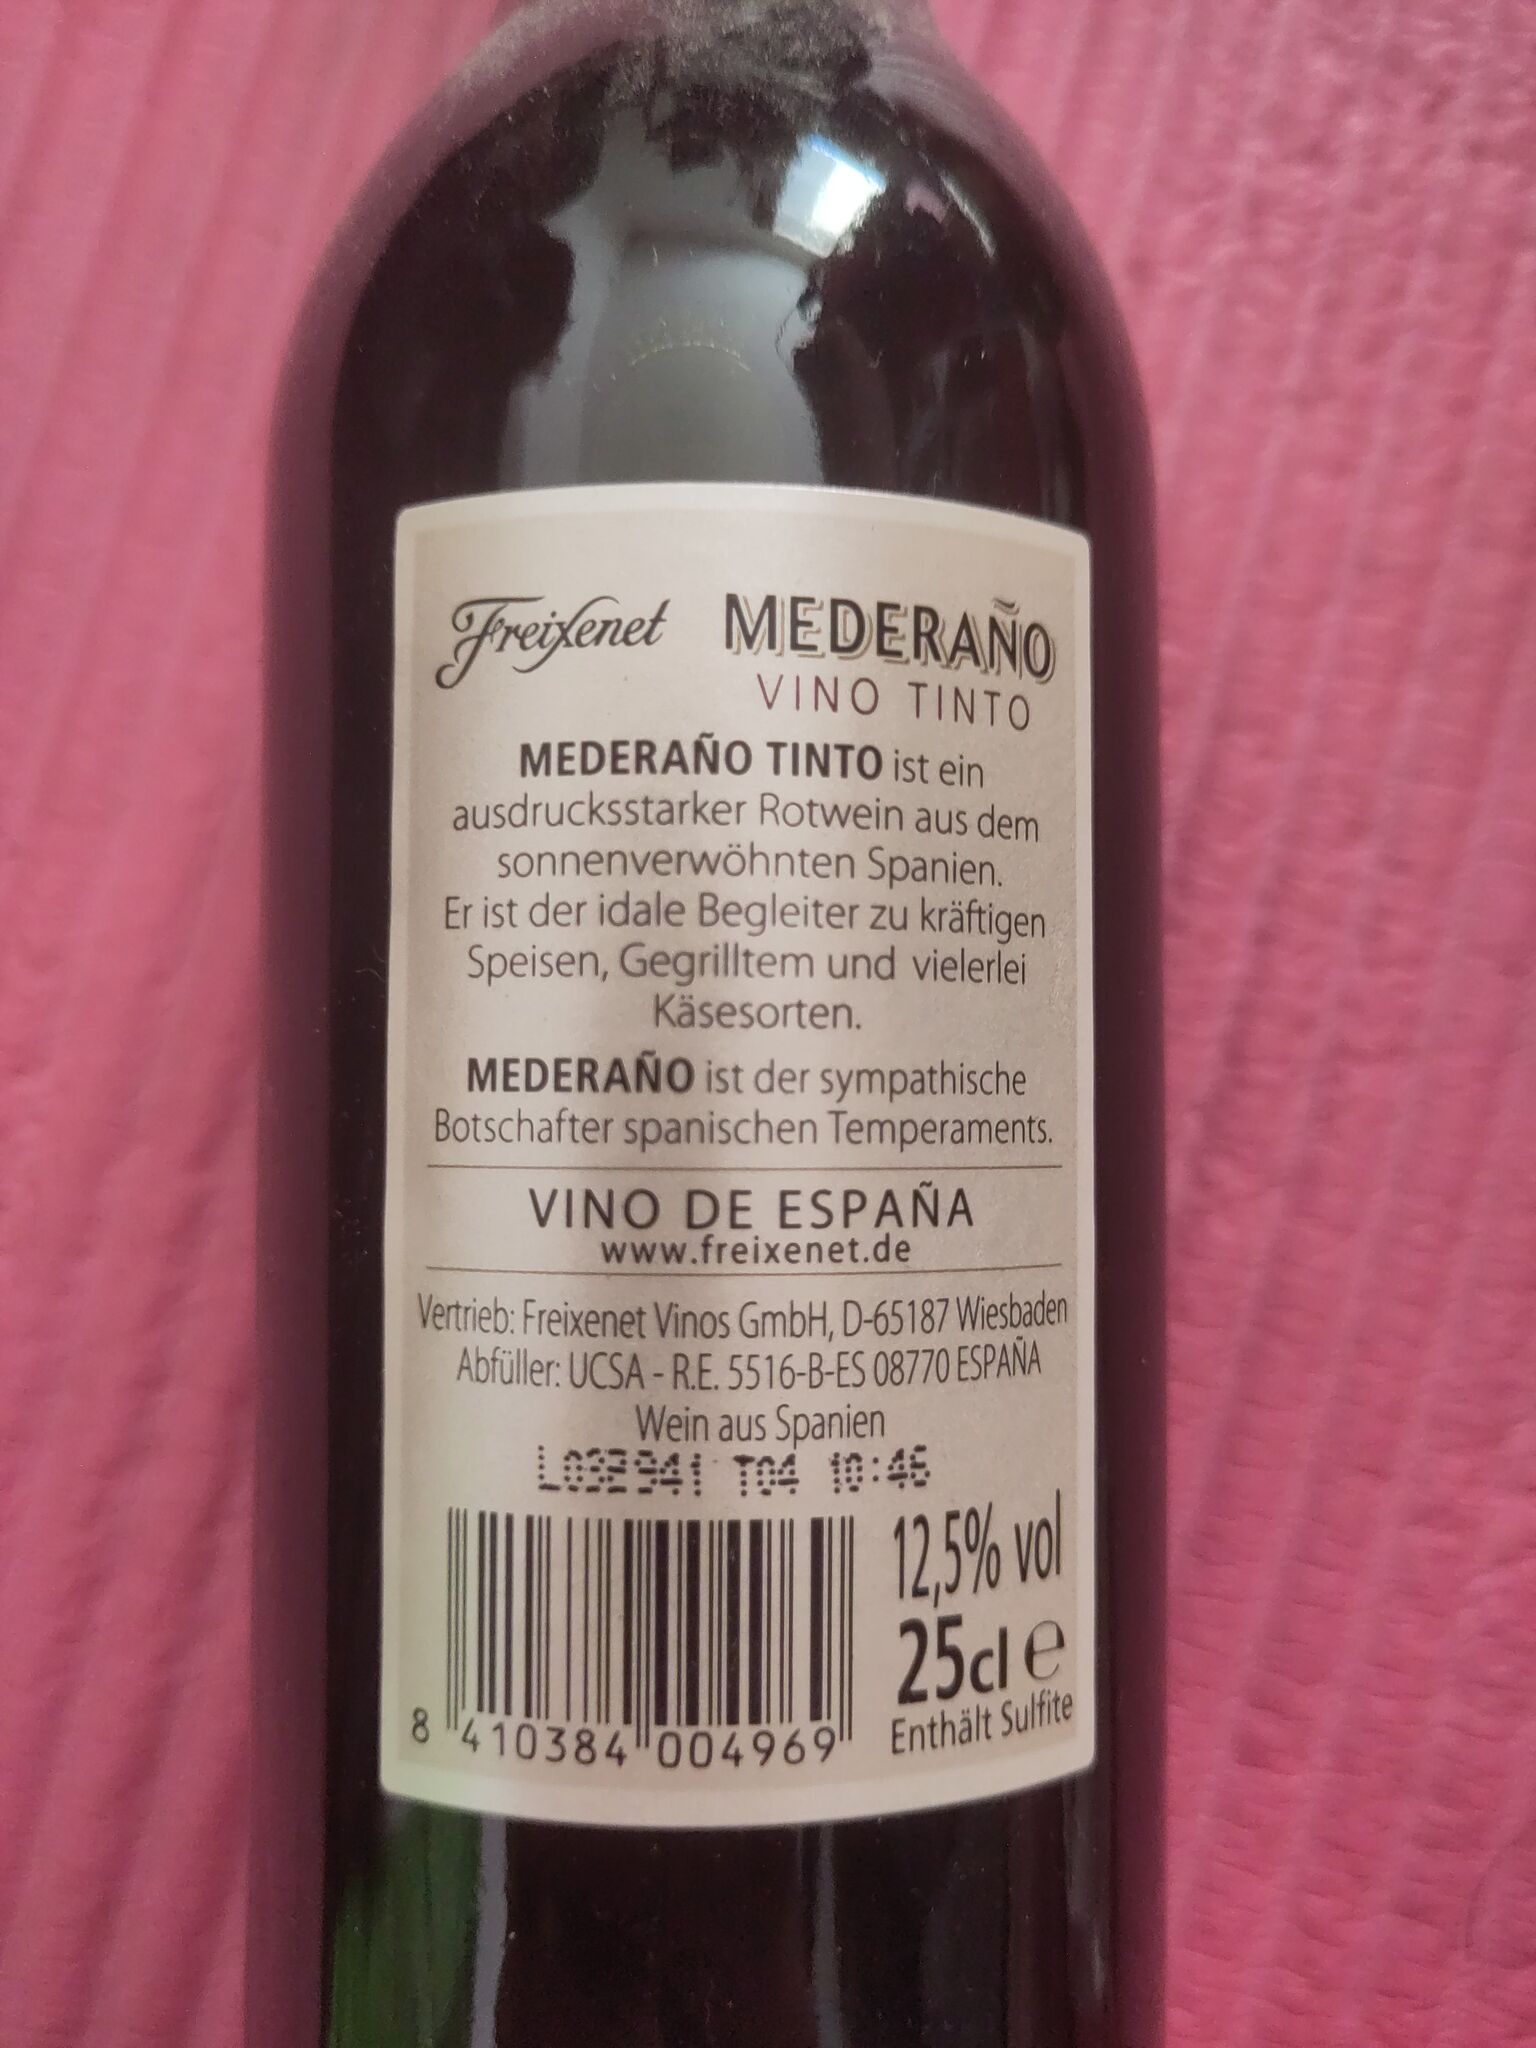 Freixenet MEDERAÑO
VINO TINTO
MEDERAÑO TINTO ist ein
ausdrucksstarker Rotwein aus dem
sonnenverwöhnten Spanien.
Er ist der idale Begleiter zu kräftigen
Speisen, Gegrilltem und vielerlei
Käsesorten.
MEDERAÑO ist der sympathische
Botschafter spanischen Temperaments.
VINO DE ESPAÑA
www.freixenet.de
Vertrieb: Freixenet Vinos GmbH, D-65187 Wiesbaden
Abfüller: UCSA - R.E. 5516-B-ES 08770 ESPAÑA
Wein aus Spanien
L032941 T04 10:46
12,5% vol
25cl e
Enthält Sulfite
8 410384 004969